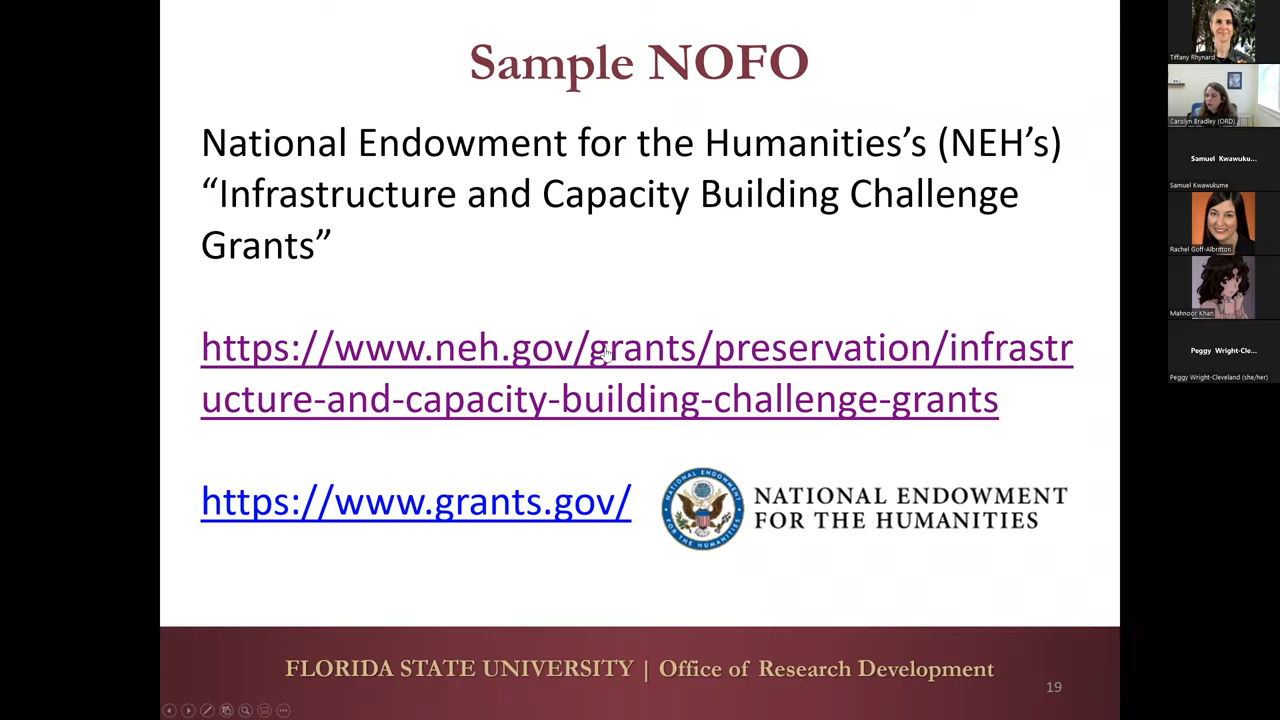 Sample NOFO
National Endowment for the Humanities’s (NEH’s)
“Infrastructure and Capacity Building Challenge
Grants”
https://www.neh.gov/grants/preservation/infrastr
ucture-and-capacity-building-challenge-grants
https://www.grants.gov/
NATIONAL ENDOWMENT
FOR THE HUMANITIES
FLORIDA STATE UNIVERSITY | Office of Research Development
19
Tiffany Rhynard
Carolyn Bradley (ORD)
Samuel Kwawuku...
Samuel Kwawukume
Rachel Goff-Albritton
Mahnoor Khan
Peggy Wright-Cle...
Peggy Wright-Cleveland (she/her)